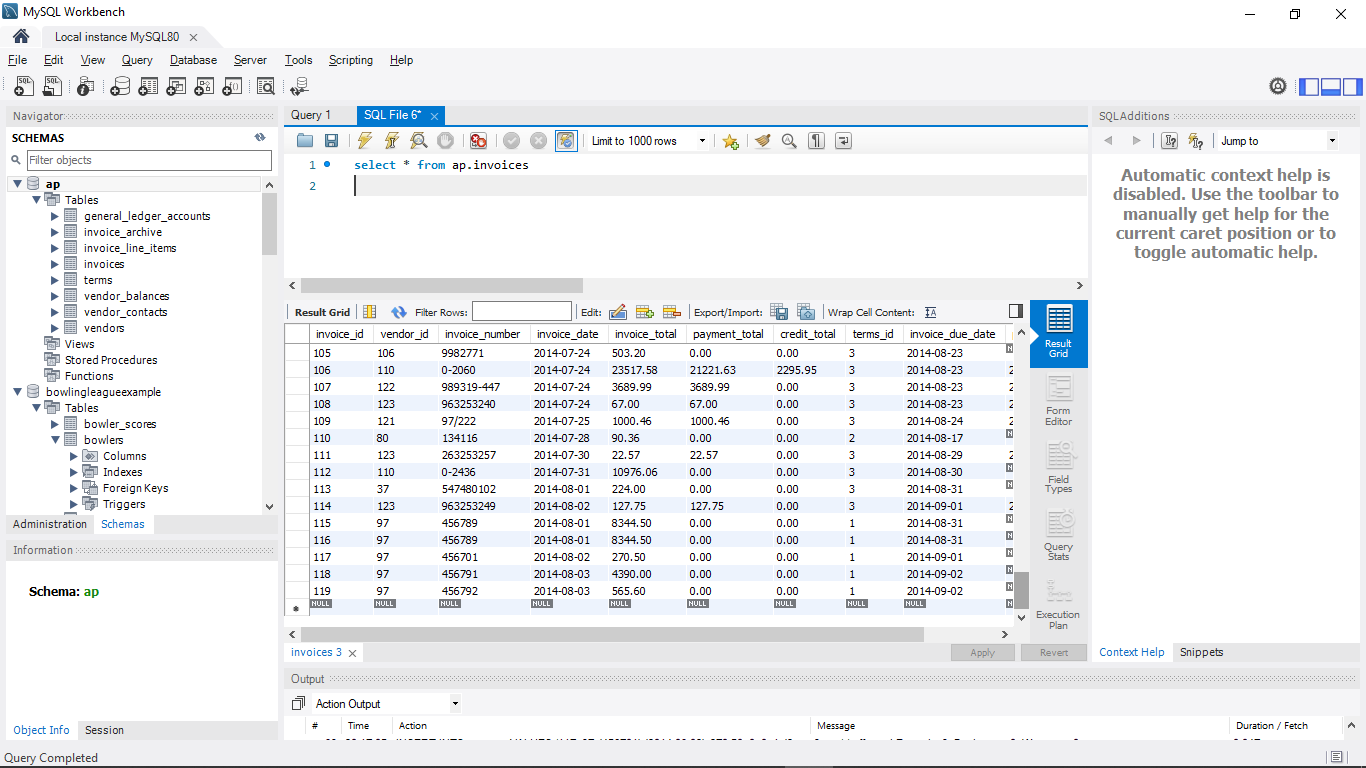 MySQL Workbench
Local instance MySQL80
File Edit View Query Database Server Tools Scripting Help
Navigator
SCHEMAS
Filter objects
ap
Tables
general_ledger_accounts
invoice_archive
invoice_line_items
invoices
terms
vendor_balances
vendor_contacts
vendors
Views
Stored Procedures
Functions
bowlingleagueexample
Tables
bowler_scores
bowlers
Columns
Indexes
Foreign Keys
Triggers
Administration Schemas
Information
Schema: ap
Object Info Session
Query 1 SQL File 6*
Limit to 1000 rows
1 select * from ap.invoices
2
Result Grid Filter Rows: Edit: Export/Import: Wrap Cell Content:
invoice_id vendor_id invoice_number invoice_date invoice_total payment_total credit_total terms_id invoice_due_date
105 106 9982771 2014-07-24 503.20 0.00 0.00 3 2014-08-23
106 110 0-2060 2014-07-24 23517.58 21221.63 2295.95 3 2014-08-23 2
107 122 989319-447 2014-07-24 3689.99 3689.99 0.00 3 2014-08-23 2
108 123 963253240 2014-07-24 67.00 67.00 0.00 3 2014-08-23 2
109 121 97/222 2014-07-25 1000.46 1000.46 0.00 3 2014-08-24 2
110 80 134116 2014-07-28 90.36 0.00 0.00 2 2014-08-17
111 123 263253257 2014-07-30 22.57 22.57 0.00 3 2014-08-29 2
112 110 0-2436 2014-07-31 10976.06 0.00 0.00 3 2014-08-30
113 37 547480102 2014-08-01 224.00 0.00 0.00 3 2014-08-31
114 123 963253249 2014-08-01 127.75 127.75 0.00 3 2014-09-01 2
115 97 456789 2014-08-01 8344.50 0.00 0.00 1 2014-08-31
116 97 456789 2014-08-01 8344.50 0.00 0.00 1 2014-08-31
117 97 456701 2014-08-02 270.50 0.00 0.00 1 2014-09-01
118 97 456791 2014-08-03 4390.00 0.00 0.00 1 2014-09-02
119 97 456792 2014-08-03 565.60 0.00 0.00 1 2014-09-02
NULL NULL NULL NULL NULL NULL NULL NULL NULL
Result
Grid
Form
Editor
Field
Types
Query
Stats
Execution
Plan
invoices 3 Apply Revert
Output
Action Output
# Time Action Message Duration / Fetch
SQLAdditions
Jump to
Automatic context help is
disabled. Use the toolbar to
manually get help for the
current caret position or to
toggle automatic help.
Context Help Snippets
Query Completed